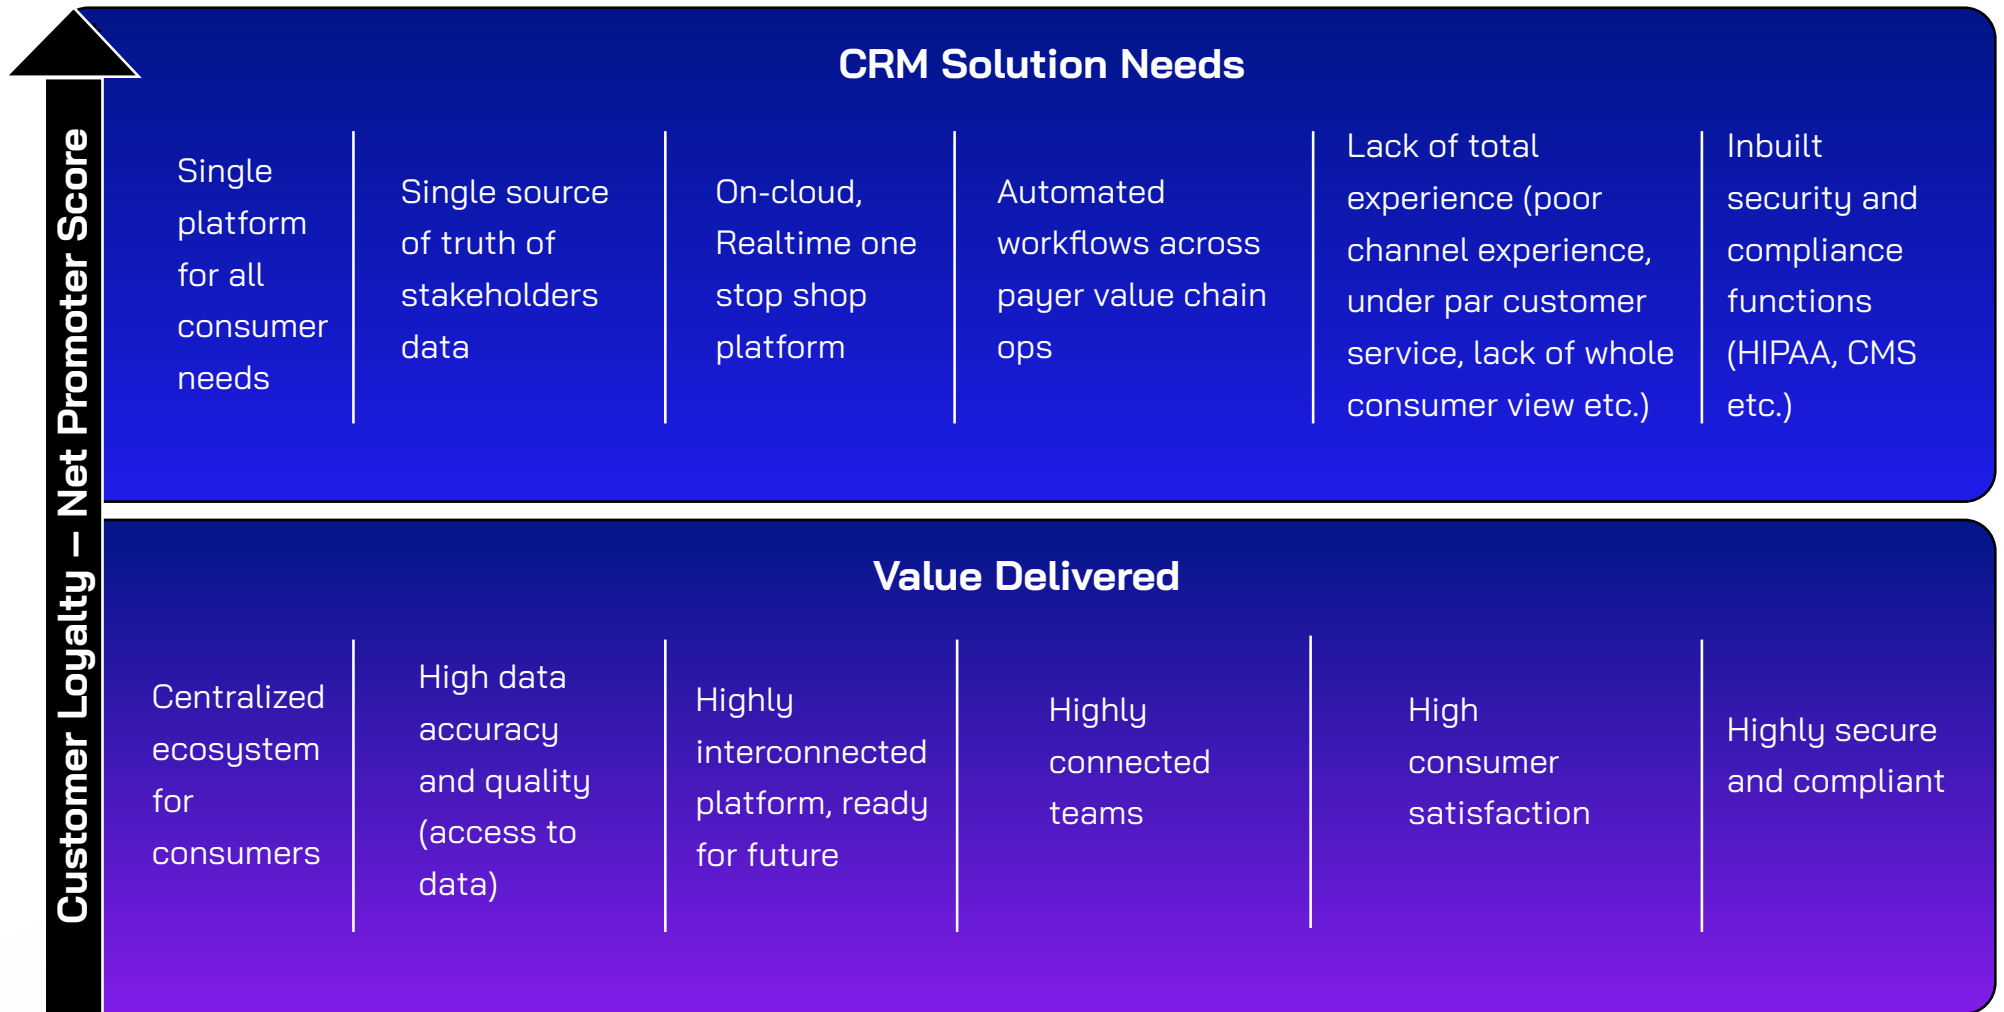 Customer Loyalty – Net Promoter Score
CRM Solution Needs
Single
platform
for all
consumer
needs
Single source
of truth of
stakeholders
data
On-cloud,
Realtime one
stop shop
platform
Automated
workflows across
payer value chain
ops
Lack of total
experience (poor
channel experience,
under par customer
service, lack of whole
consumer view etc.)
Inbuilt
security and
compliance
functions
(HIPAA, CMS
etc.)
Value Delivered
Centralized
ecosystem
for
consumers
High data
accuracy
and quality
(access to
data)
Highly
interconnected
platform, ready
for future
Highly
connected
teams
High
consumer
satisfaction
Highly secure
and compliant